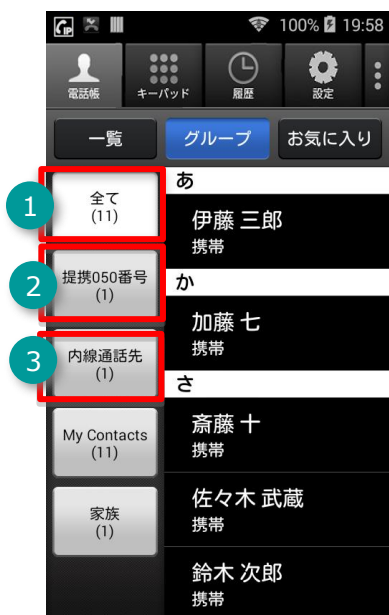 G IP
100% 19:58
電話帳 キーパッド 履歴 設定
一覧 グループ お気に入り
1
全て
(11)
2
提携050番号
(1)
3
内線通話先
(1)
My Contacts
(11)
家族
(1)
あ
伊藤 三郎
携帯
か
加藤 七
携帯
さ
斎藤 十
携帯
佐々木 武蔵
携帯
鈴木 次郎
携帯